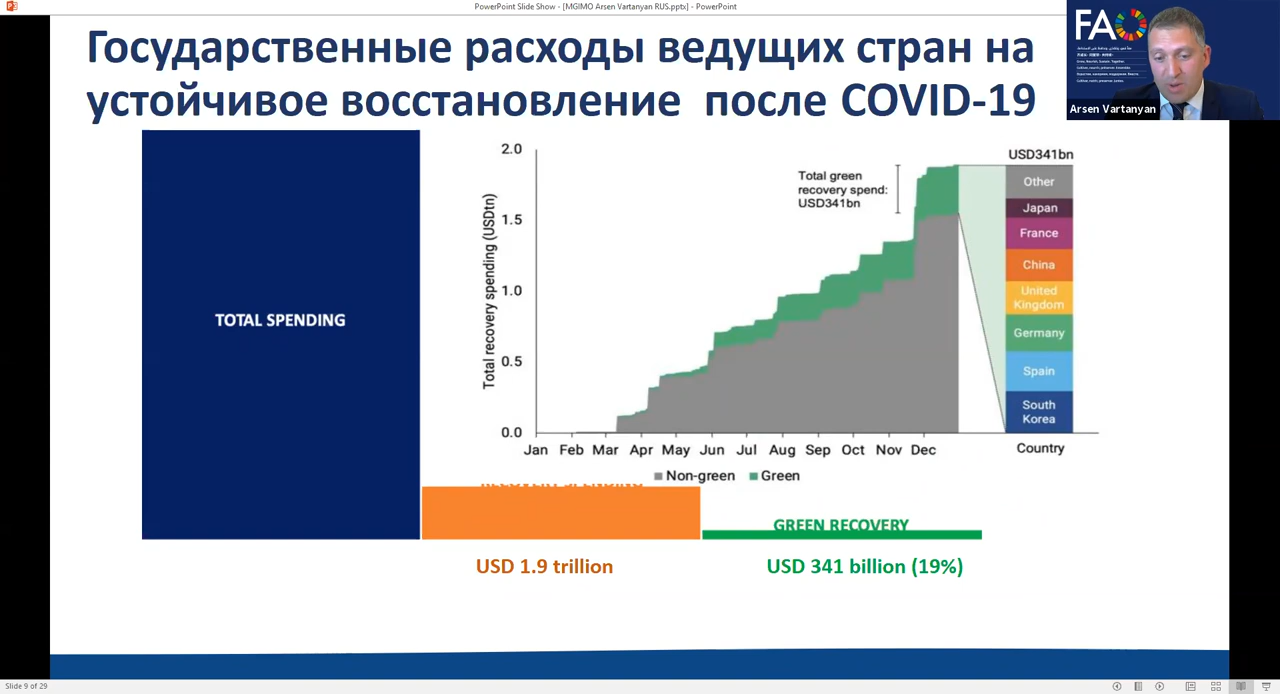 PowerPoint Slide Show - [MGIMO Arsen Vartanyan RUS.pptx] - PowerPoint
FAO
Arsen Vartanyan
Государственные расходы ведущих стран на
устойчивое восстановление после COVID-19
TOTAL SPENDING
Total recovery spending (USDtn)
2.0
1.5
1.0
0.5
0.0
Jan Feb Mar Apr May Jun Jul Aug Sep Oct Nov Dec
Non-green Green
Total green
recovery spend:
USD341bn
USD341bn
Other
Japan
France
China
United
Kingdom
Germany
Spain
South
Korea
Country
RECOVERY SPENDING
GREEN RECOVERY
USD 1.9 trillion
USD 341 billion (19%)
Slide 9 of 29